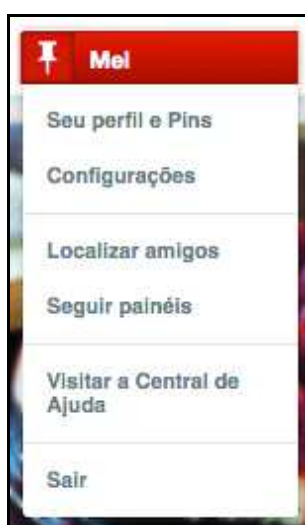 Mel
Seu perfil e Pins
Configurações
Localizar amigos
Seguir painéis
Visitar a Central de
Ajuda
Sair